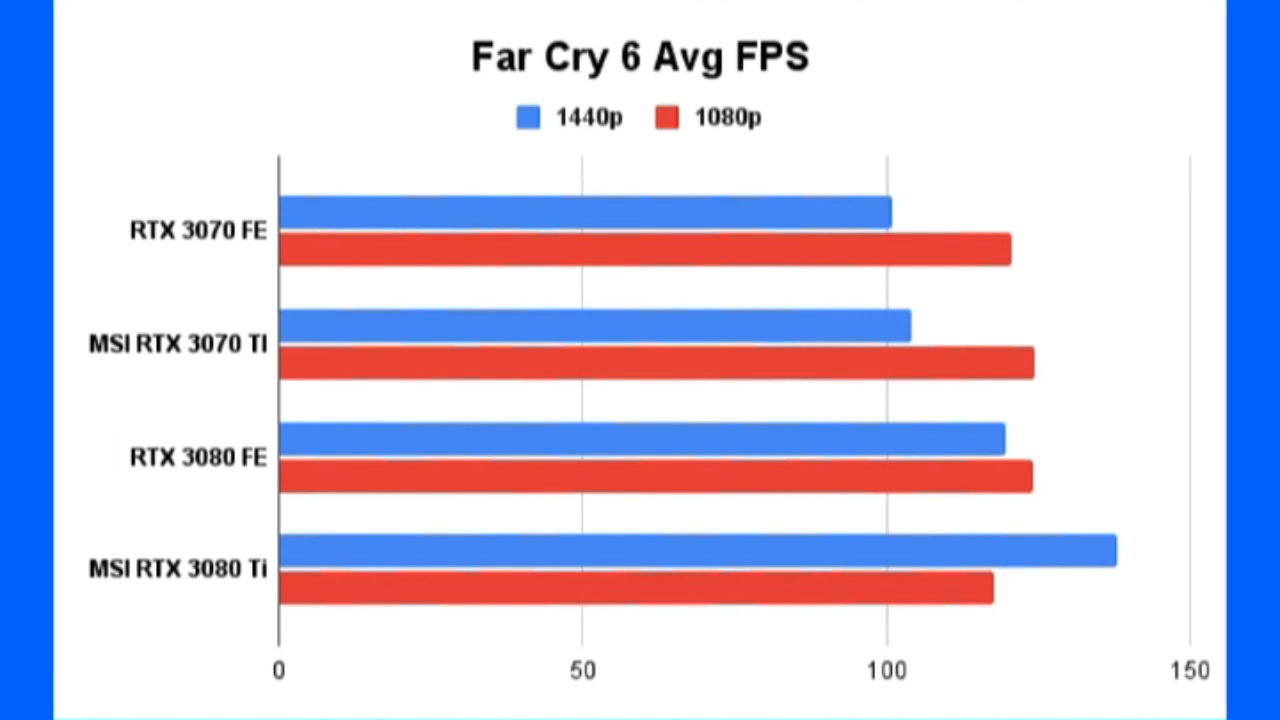 Far Cry 6 Avg FPS
1440p 1080p
RTX 3070 FE
MSI RTX 3070 TI
RTX 3080 FE
MSI RTX 3080 Ti
0 50 100 150